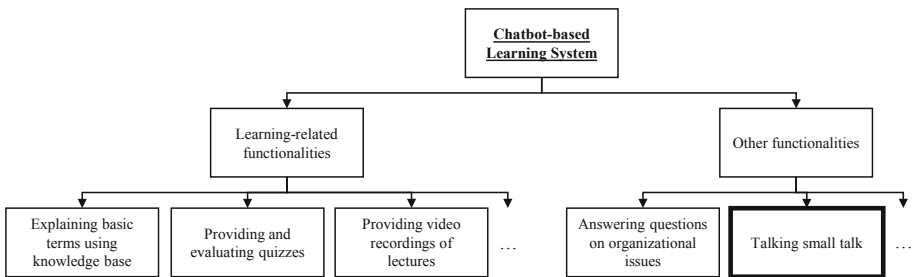 Chatbot-based
Learning System
Learning-related
functionalities
Other functionalities
Explaining basic
terms using
knowledge base
Providing and
evaluating quizzes
Providing video
recordings of
lectures
...
Answering questions
on organizational
issues
Talking small talk
...